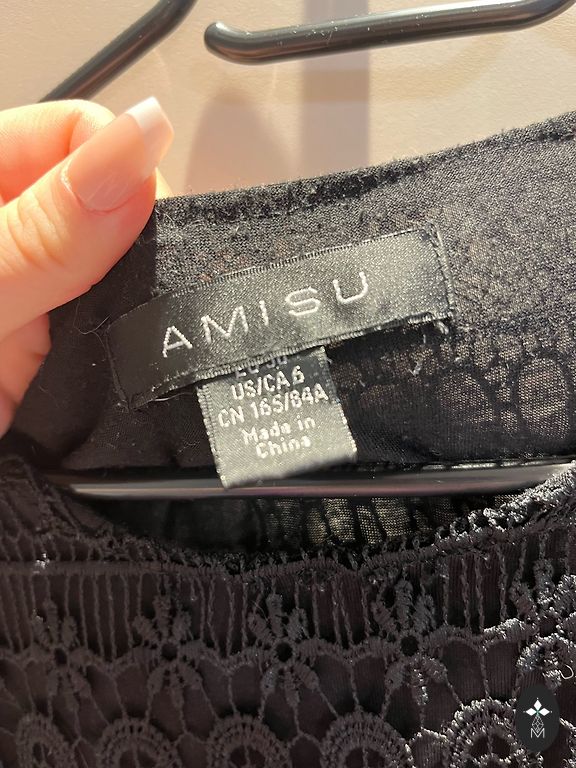 AMISU
US/CA 6
CN 165/84A
Made in
China